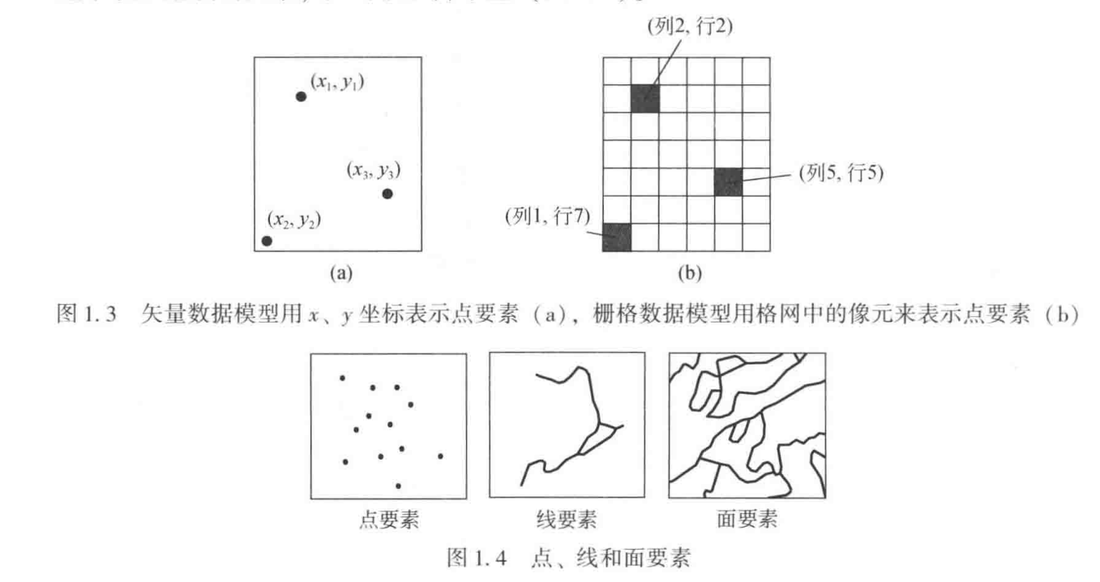 (列2, 行2)
(x₁, y₁)
(x₃, y₃)
(列5, 行5)
(x₂, y₂)
(列1, 行7)
(a)
(b)
图 1.3 矢量数据模型用 x、y 坐标表示点要素（a），栅格数据模型用格网中的像元来表示点要素（b）
点要素
线要素
面要素
图 1.4 点、线和面要素